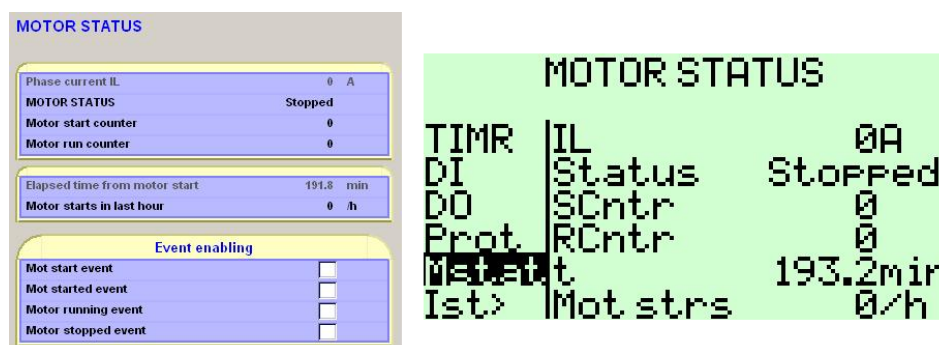 MOTOR STATUS
Phase current IL 0 A
MOTOR STATUS Stopped
Motor start counter 0
Motor run counter 0
Elapsed time from motor start 191.8 min
Motor starts in last hour 0 /h
Event enabling
Mot start event
Mot started event
Motor running event
Motor stopped event
MOTOR STATUS
TIMR IL 0A
DI Status Stopped
DO SCntr 0
Prot RCntr 0
Mstat t 193.2min
Ist> Mot strs 0/h